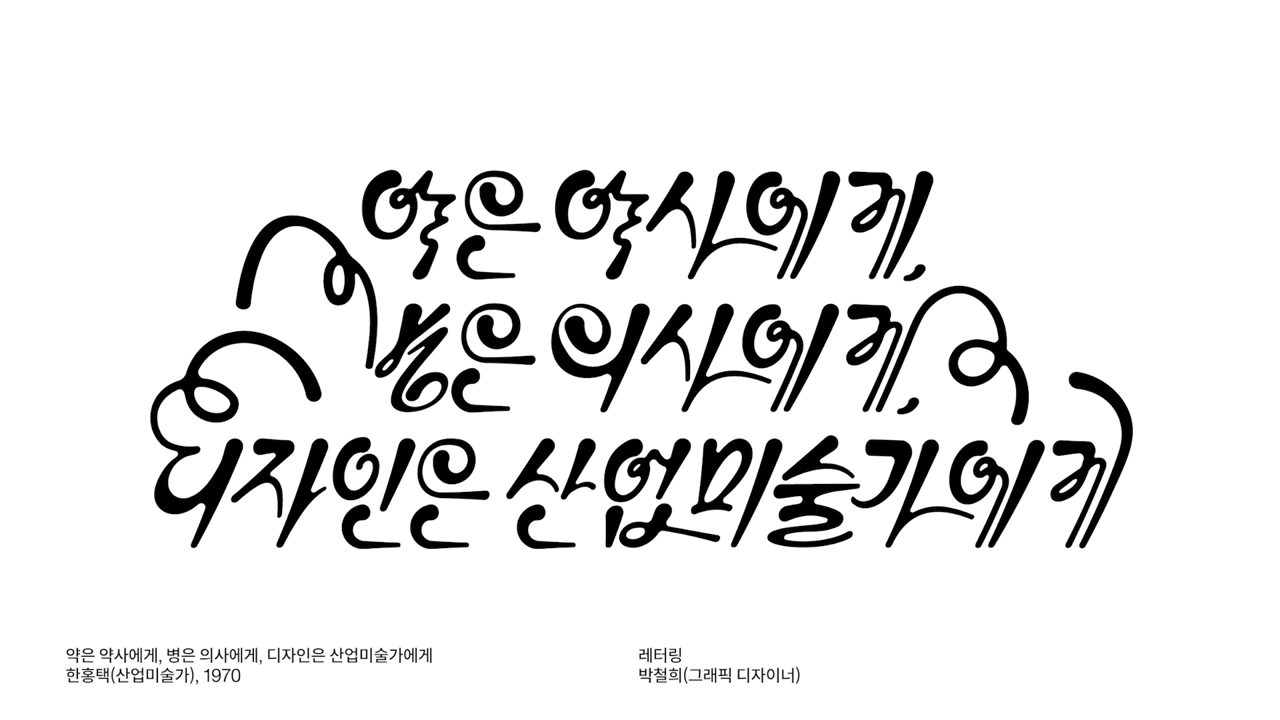 약은 약사에게,
병은 의사에게,
디자인은 산업미술가에게
약은 약사에게, 병은 의사에게, 디자인은 산업미술가에게
한홍택(산업미술가), 1970
레터링
박철희(그래픽 디자이너)